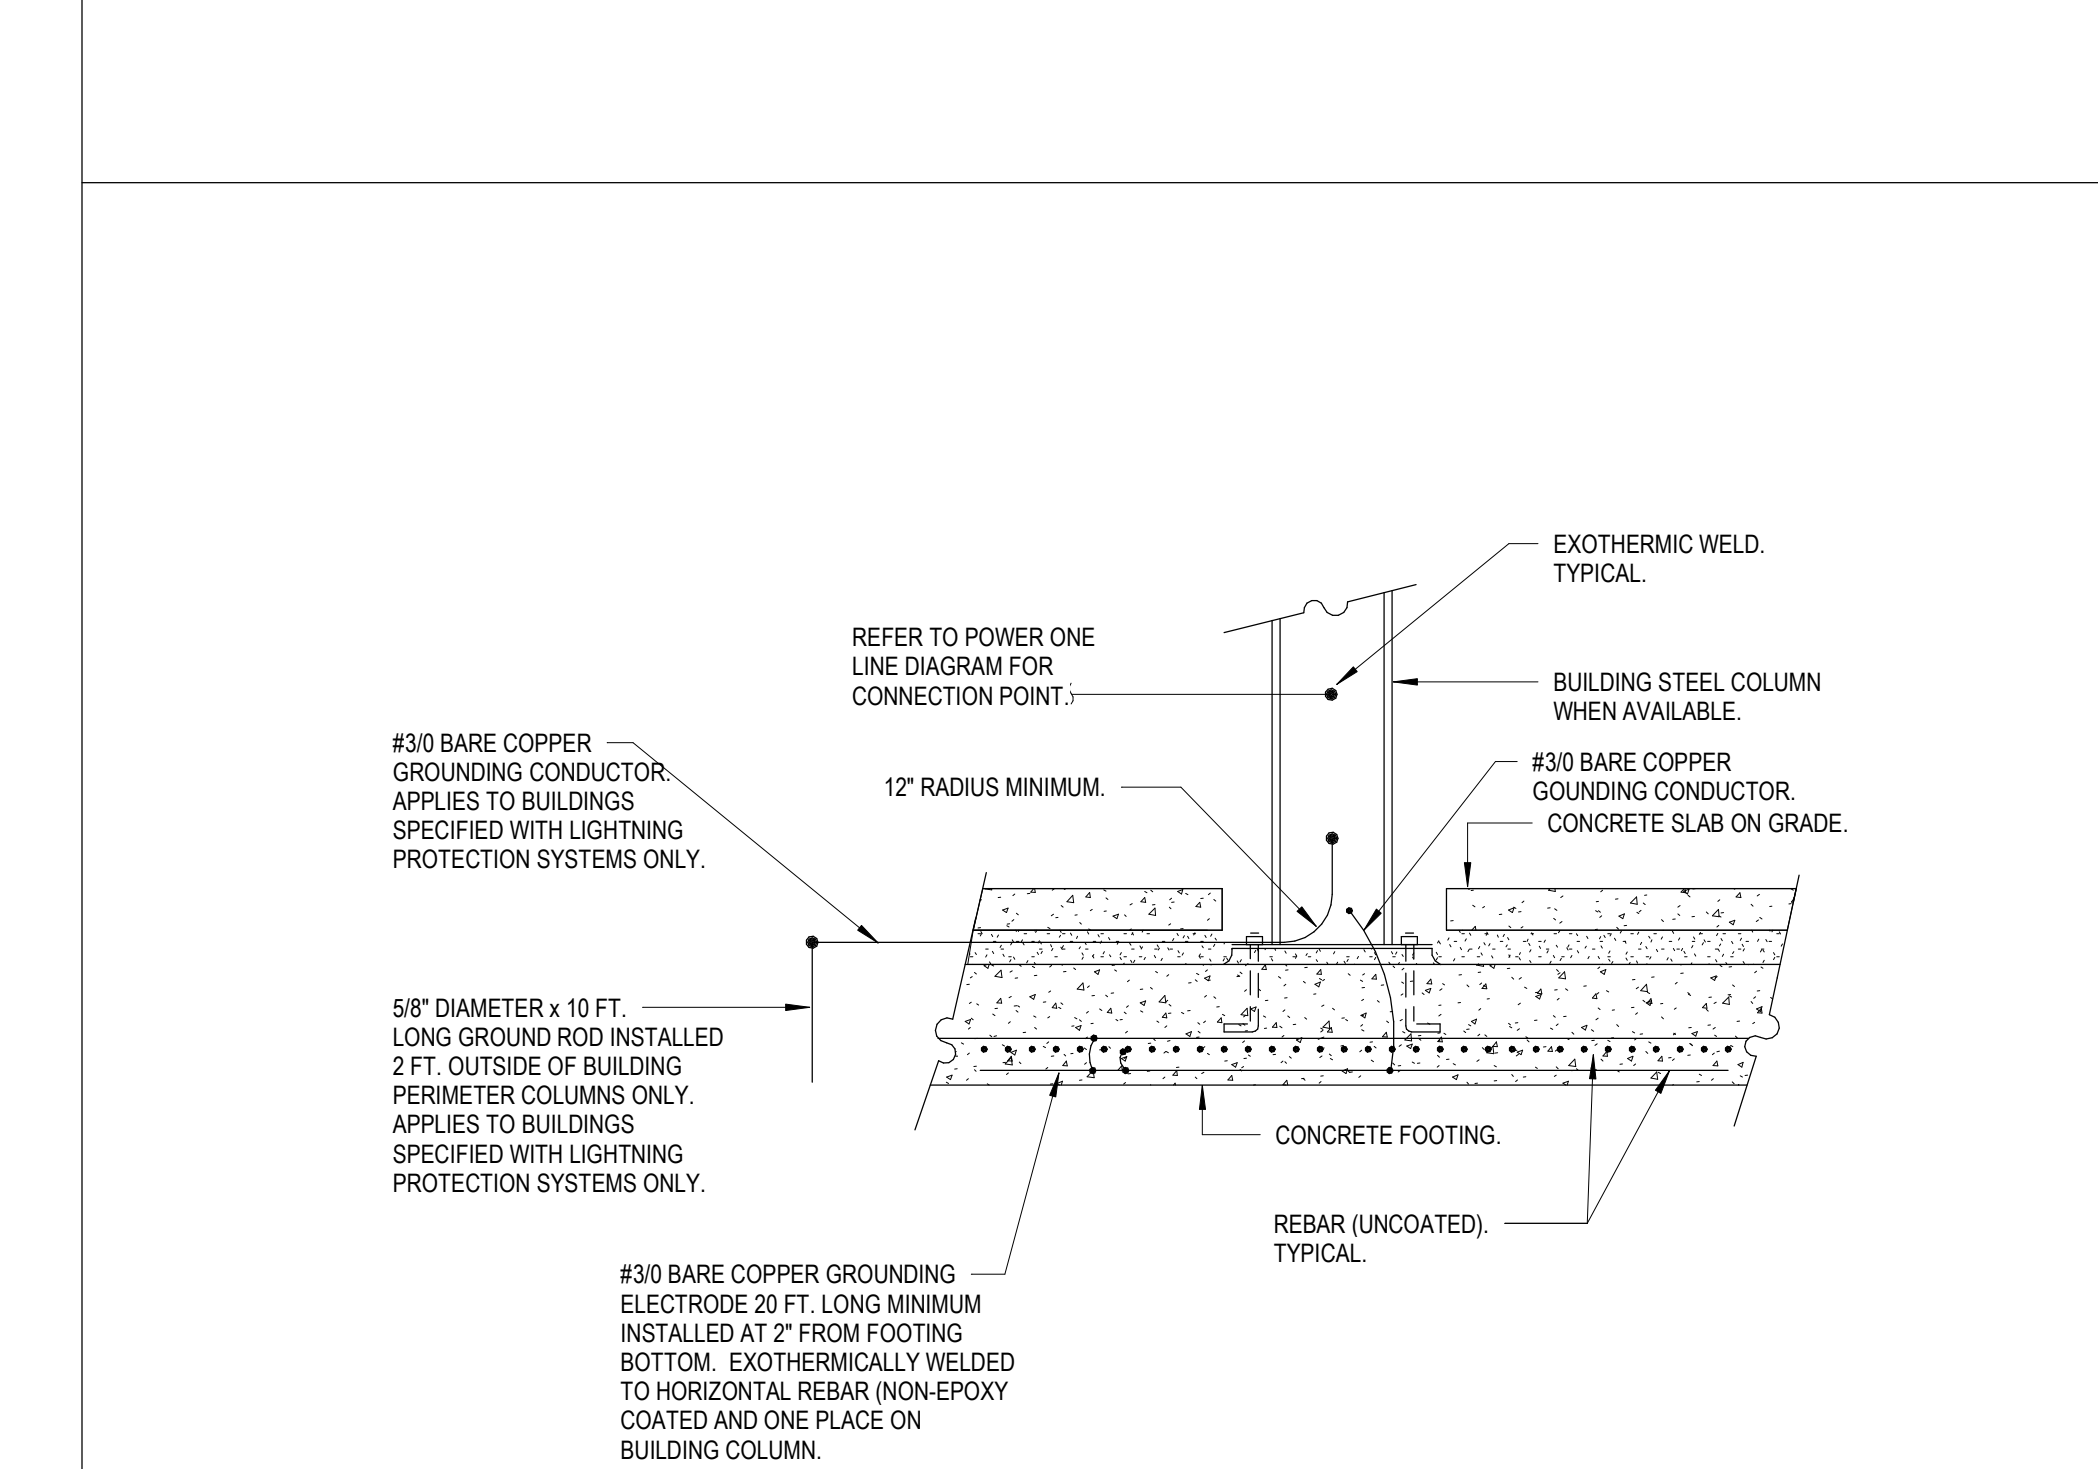 EXOTHERMIC WELD.
TYPICAL.
REFER TO POWER ONE
LINE DIAGRAM FOR
CONNECTION POINT.
BUILDING STEEL COLUMN
WHEN AVAILABLE.
#3/0 BARE COPPER
GROUNDING CONDUCTOR.
APPLIES TO BUILDINGS
SPECIFIED WITH LIGHTNING
PROTECTION SYSTEMS ONLY.
12" RADIUS MINIMUM.
#3/0 BARE COPPER
GOUNDING CONDUCTOR.
CONCRETE SLAB ON GRADE.
5/8" DIAMETER x 10 FT.
LONG GROUND ROD INSTALLED
2 FT. OUTSIDE OF BUILDING
PERIMETER COLUMNS ONLY.
APPLIES TO BUILDINGS
SPECIFIED WITH LIGHTNING
PROTECTION SYSTEMS ONLY.
CONCRETE FOOTING.
REBAR (UNCOATED).
TYPICAL.
#3/0 BARE COPPER GROUNDING
ELECTRODE 20 FT. LONG MINIMUM
INSTALLED AT 2" FROM FOOTING
BOTTOM.  EXOTHERMICALLY WELDED
TO HORIZONTAL REBAR (NON-EPOXY
COATED AND ONE PLACE ON
BUILDING COLUMN.